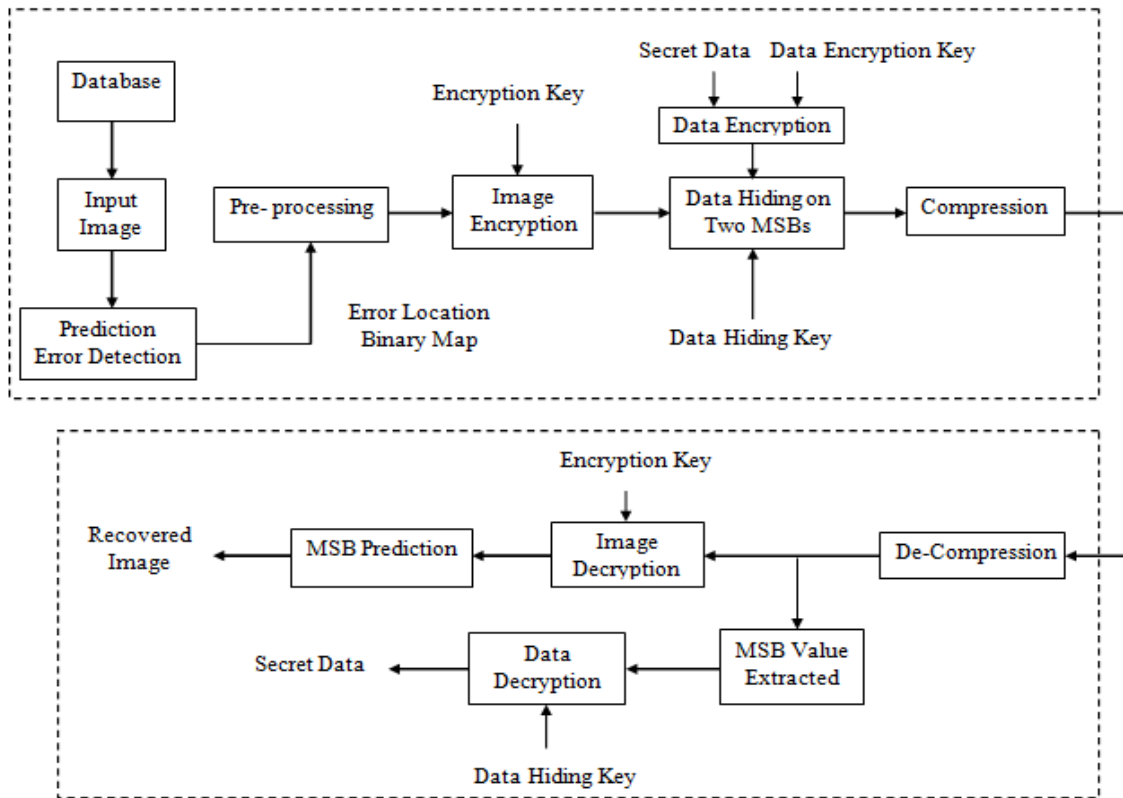 Database
Input
Image
Prediction
Error Detection
Pre- processing
Error Location
Binary Map
Encryption Key
Image
Encryption
Secret Data
Data Encryption Key
Data Encryption
Data Hiding on
Two MSBs
Data Hiding Key
Compression
Encryption Key
Recovered
Image
MSB Prediction
Image
Decryption
De-Compression
Secret Data
Data
Decryption
MSB Value
Extracted
Data Hiding Key